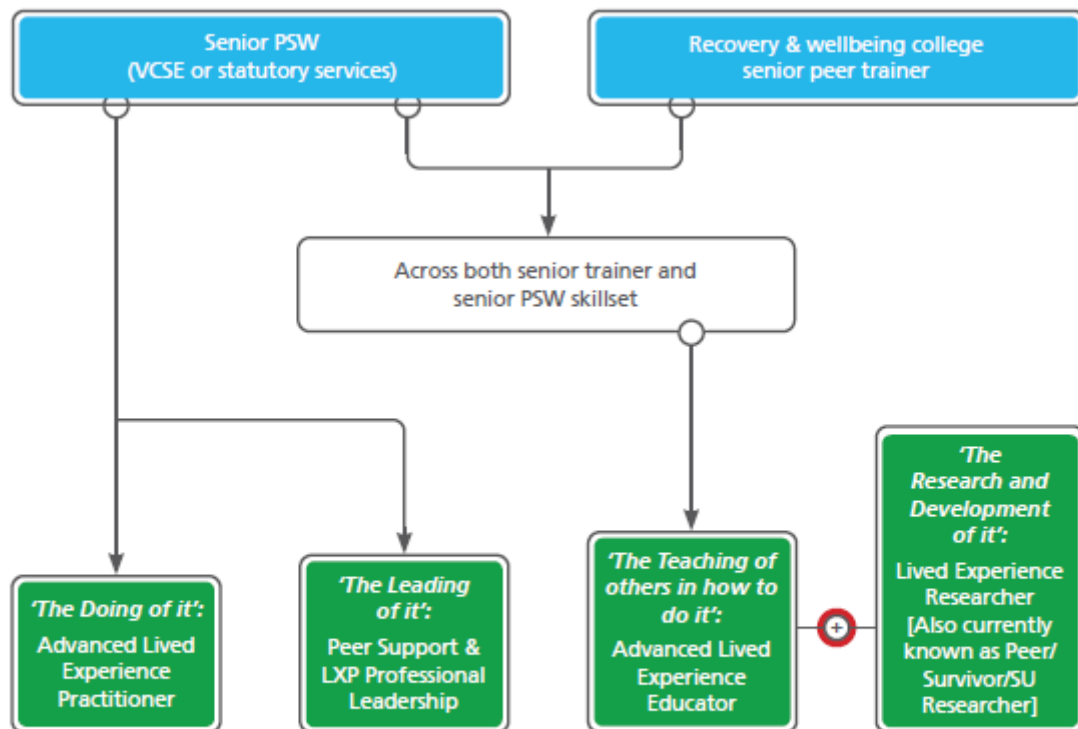 Senior PSW
(VCSE or statutory services)
Recovery & wellbeing college
senior peer trainer
Across both senior trainer and
senior PSW skillset
‘The Doing of it’:
Advanced Lived
Experience
Practitioner
‘The Leading
of it’:
Peer Support &
LXP Professional
Leadership
‘The Teaching of
others in how to
do it’:
Advanced Lived
Experience
Educator
+
‘The
Research and
Development
of it’:
Lived Experience
Researcher
[Also currently
known as Peer/
Survivor/SU
Researcher]